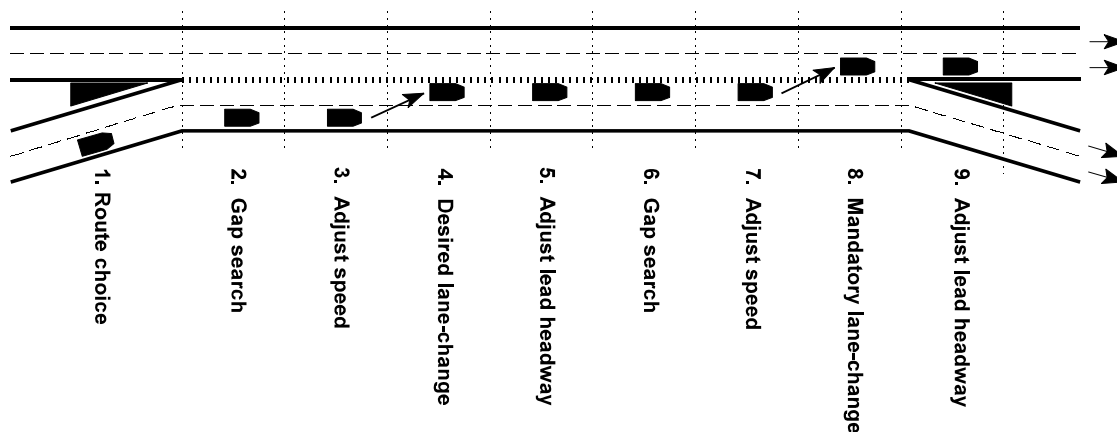 1. Route choice
2. Gap search
3. Adjust speed
4. Desired lane-change
5. Adjust lead headway
6. Gap search
7. Adjust speed
8. Mandatory lane-change
9. Adjust lead headway